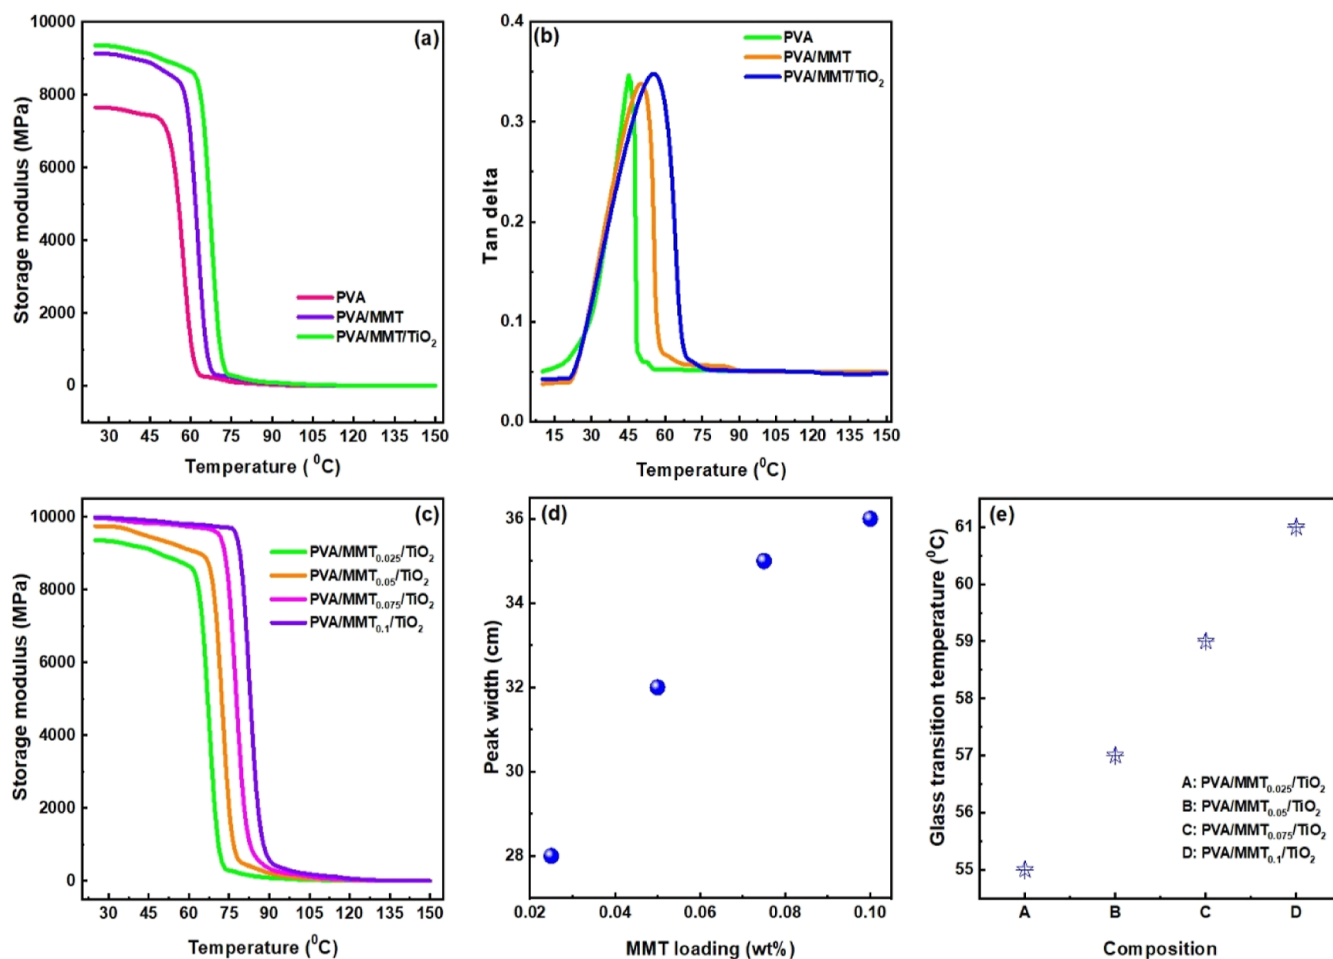 (a)
10000
8000
6000
4000
2000
0
Storage modulus (MPa)
PVA
PVA/MMT
PVA/MMT/TiO₂
30 45 60 75 90 105 120 135 150
Temperature ( ⁰C)
(b)
0.4
0.3
0.2
0.1
0.0
Tan delta
PVA
PVA/MMT
PVA/MMT/TiO₂
15 30 45 60 75 90 105 120 135 150
Temperature (⁰C)
(c)
10000
8000
6000
4000
2000
0
Storage modulus (MPa)
PVA/MMT₀.₀₂₅/TiO₂
PVA/MMT₀.₀₅/TiO₂
PVA/MMT₀.₀₇₅/TiO₂
PVA/MMT₀.₁/TiO₂
30 45 60 75 90 105 120 135 150
Temperature (⁰C)
(d)
36
34
32
30
28
Peak width (cm)
0.02 0.04 0.06 0.08 0.10
MMT loading (wt%)
(e)
61
60
59
58
57
56
55
Glass transition temperature (⁰C)
A: PVA/MMT₀.₀₂₅/TiO₂
B: PVA/MMT₀.₀₅/TiO₂
C: PVA/MMT₀.₀₇₅/TiO₂
D: PVA/MMT₀.₁/TiO₂
A B C D
Composition